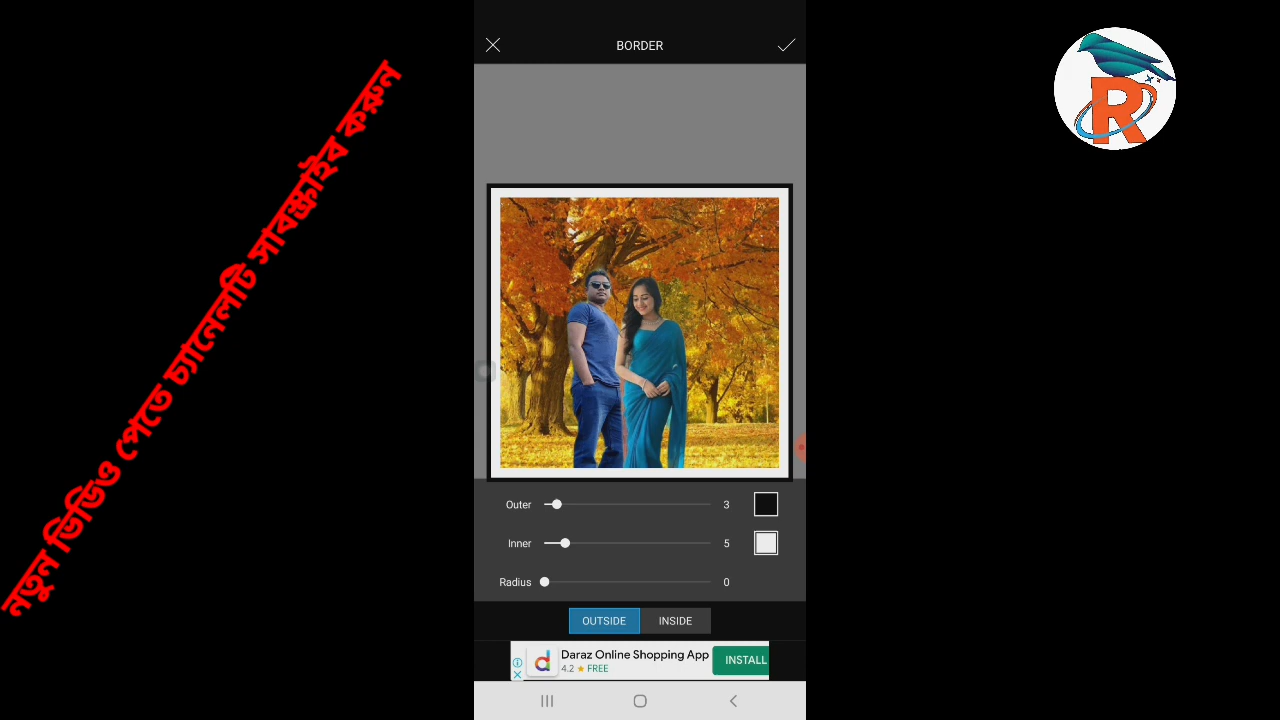 নতুন ভিডিও পেতে চ্যানেলটি সাবস্ক্রাইব করুন
BORDER
R
Outer 3
Inner 5
Radius 0
OUTSIDE INSIDE
Daraz Online Shopping App
4.2 ★ FREE
INSTALL